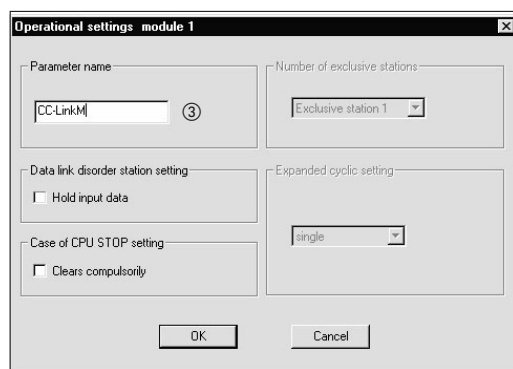 Operational settings module 1
Parameter name
CC-LinkM
③
Number of exclusive stations
Exclusive station 1
Data link disorder station setting
Hold input data
Expanded cyclic setting
single
Case of CPU STOP setting
Clears compulsorily
OK
Cancel